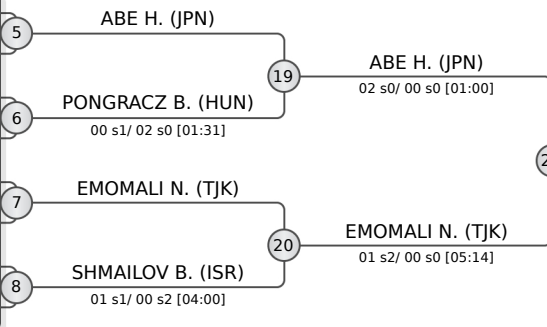 5
ABE H. (JPN)
19
ABE H. (JPN)
02 s0/ 00 s0 [01:00]
6
PONGRACZ B. (HUN)
00 s1/ 02 s0 [01:31]
7
EMOMALI N. (TJK)
20
EMOMALI N. (TJK)
01 s2/ 00 s0 [05:14]
8
SHMAILOV B. (ISR)
01 s1/ 00 s2 [04:00]